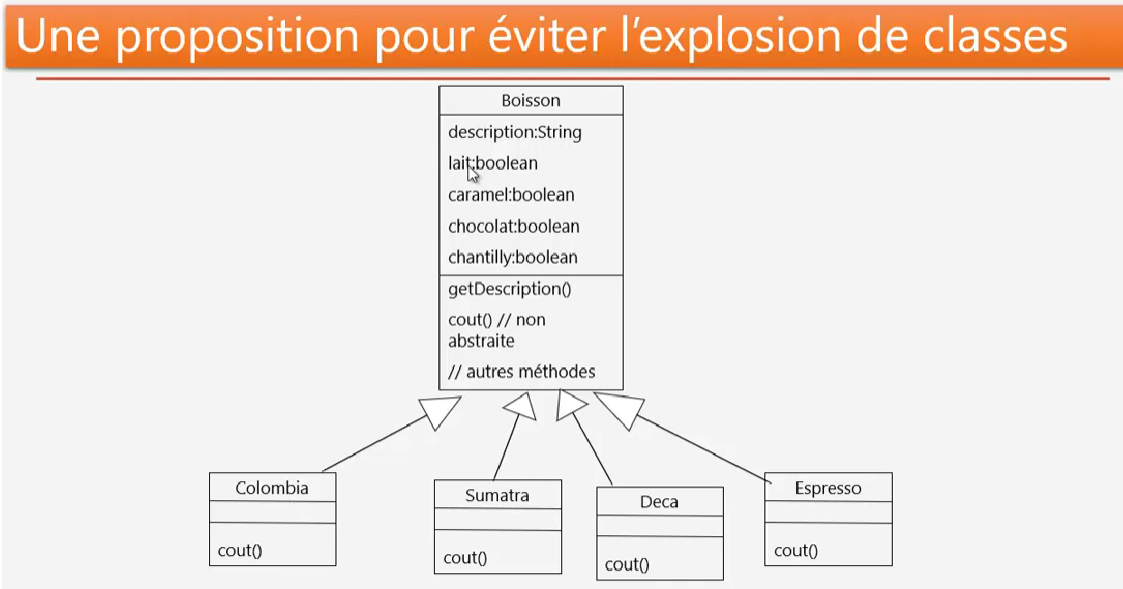 Une proposition pour éviter l’explosion de classes
Boisson
description:String
lait:boolean
caramel:boolean
chocolat:boolean
chantilly:boolean
getDescription()
cout() // non
abstraite
// autres méthodes
Colombia
cout()
Sumatra
cout()
Deca
cout()
Espresso
cout()